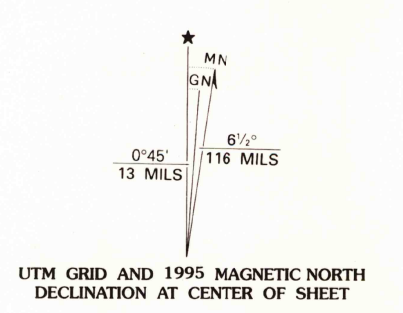 ★
MN
GN
0°45'
13 MILS
6½°
116 MILS
UTM GRID AND 1995 MAGNETIC NORTH
DECLINATION AT CENTER OF SHEET